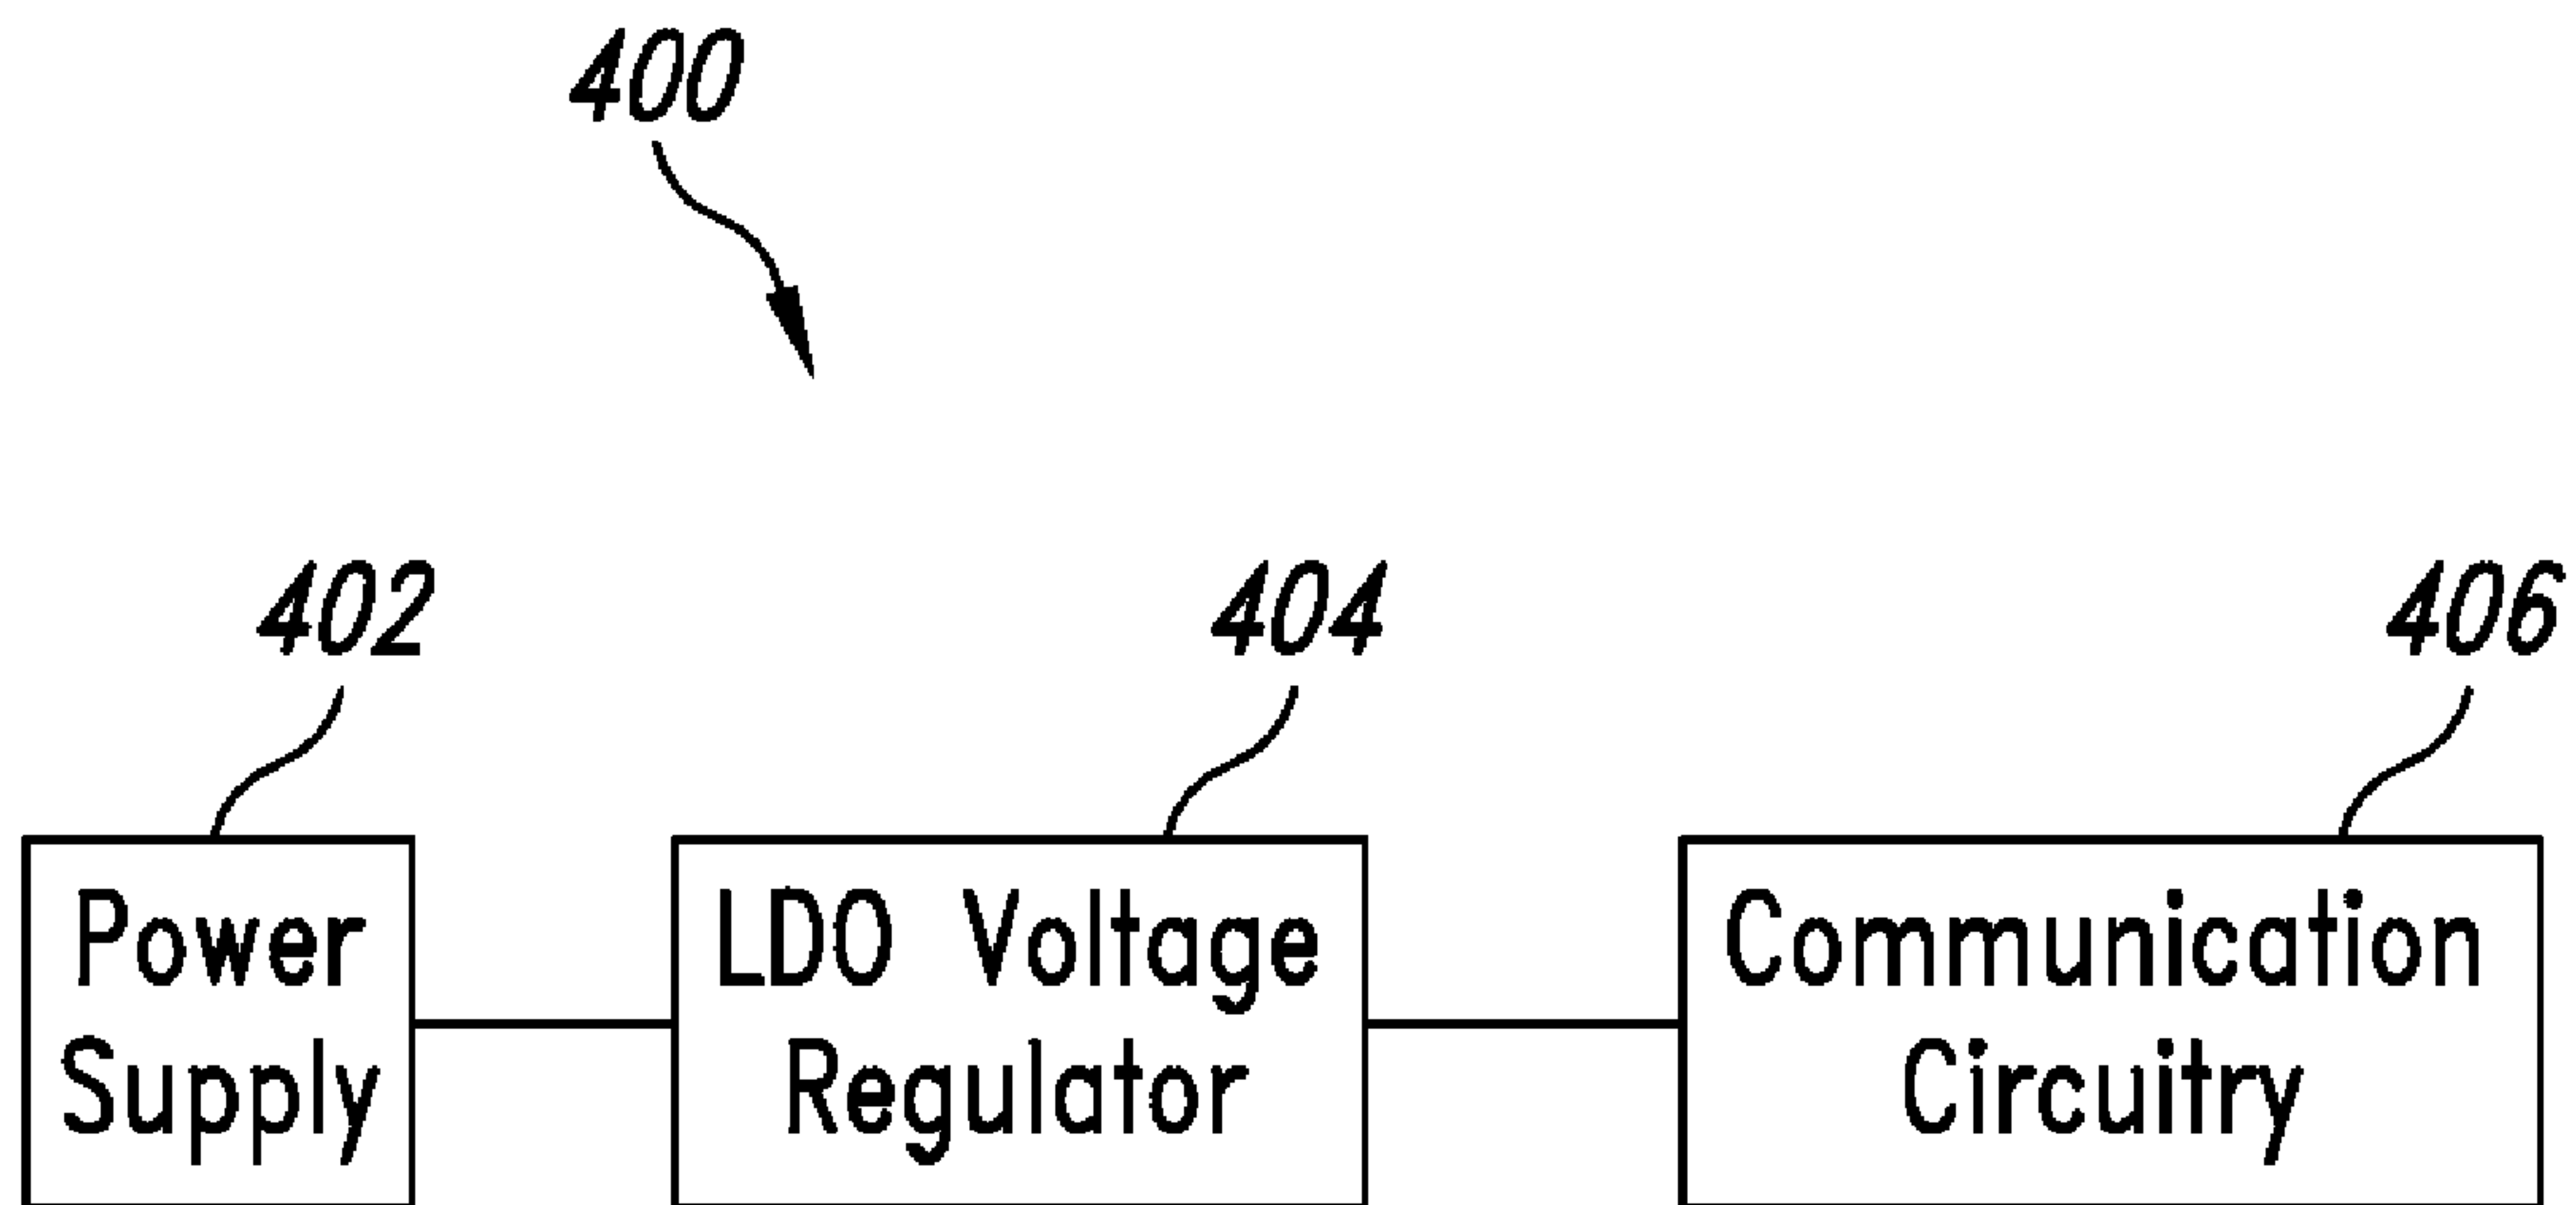 400
402
404
406
Power
Supply
LDO Voltage
Regulator
Communication
Circuitry